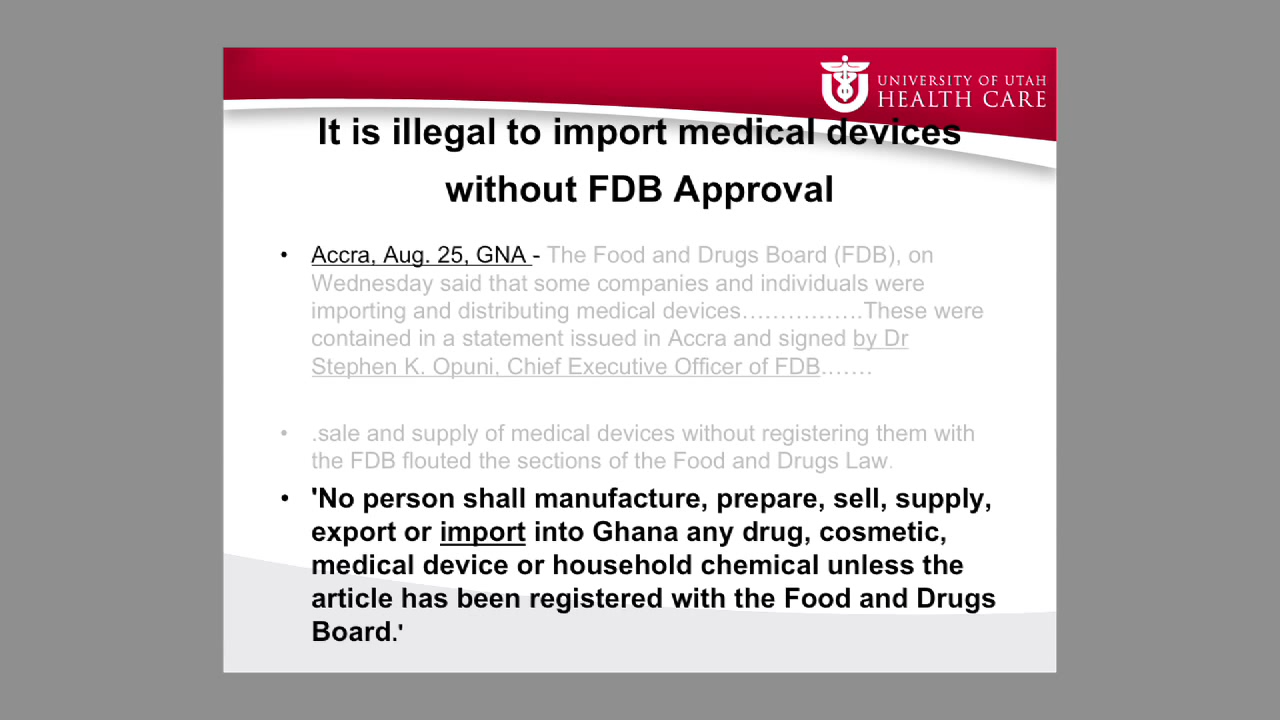 UNIVERSITY OF UTAH
HEALTH CARE
It is illegal to import medical devices
without FDB Approval
• Accra, Aug. 25, GNA - The Food and Drugs Board (FDB), on
Wednesday said that some companies and individuals were
importing and distributing medical devices…………….These were
contained in a statement issued in Accra and signed by Dr
Stephen K. Opuni, Chief Executive Officer of FDB.……
• .sale and supply of medical devices without registering them with
the FDB flouted the sections of the Food and Drugs Law.
• 'No person shall manufacture, prepare, sell, supply,
export or import into Ghana any drug, cosmetic,
medical device or household chemical unless the
article has been registered with the Food and Drugs
Board.'